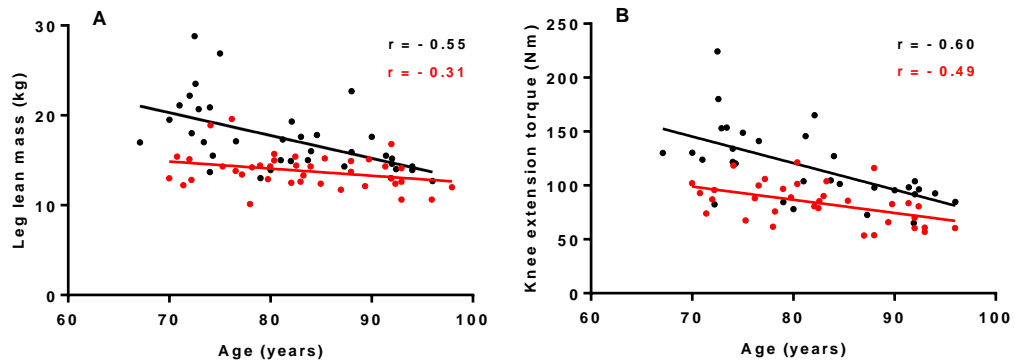 A
r = - 0.55
r = - 0.31
Leg lean mass (kg)
30
20
10
0
60
70
80
90
100
Age (years)
B
r = - 0.60
r = - 0.49
Knee extension torque (Nm)
250
200
150
100
50
0
60
70
80
90
100
Age (years)